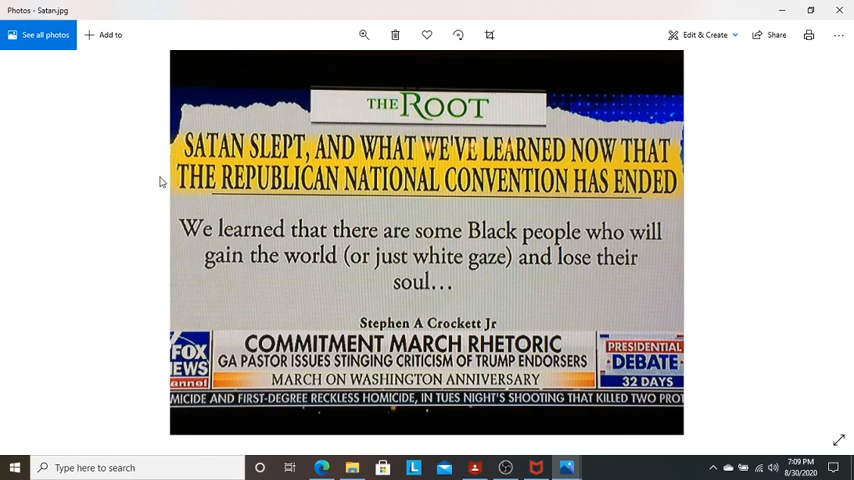 Photos - Satan.jpg
See all photos
Add to
Edit & Create
Share
THE ROOT
SATAN SLEPT, AND WHAT WE'VE LEARNED NOW THAT
THE REPUBLICAN NATIONAL CONVENTION HAS ENDED
We learned that there are some Black people who will
gain the world (or just white gaze) and lose their
soul...
Stephen A Crockett Jr
FOX
NEWS
channel
COMMITMENT MARCH RHETORIC
GA PASTOR ISSUES STINGING CRITICISM OF TRUMP ENDORSERS
MARCH ON WASHINGTON ANNIVERSARY
PRESIDENTIAL
DEBATE
32 DAYS
MICIDE AND FIRST-DEGREE RECKLESS HOMICIDE, IN TUES NIGHT'S SHOOTING THAT KILLED TWO PROT
Type here to search
L
7:09 PM
8/30/2020